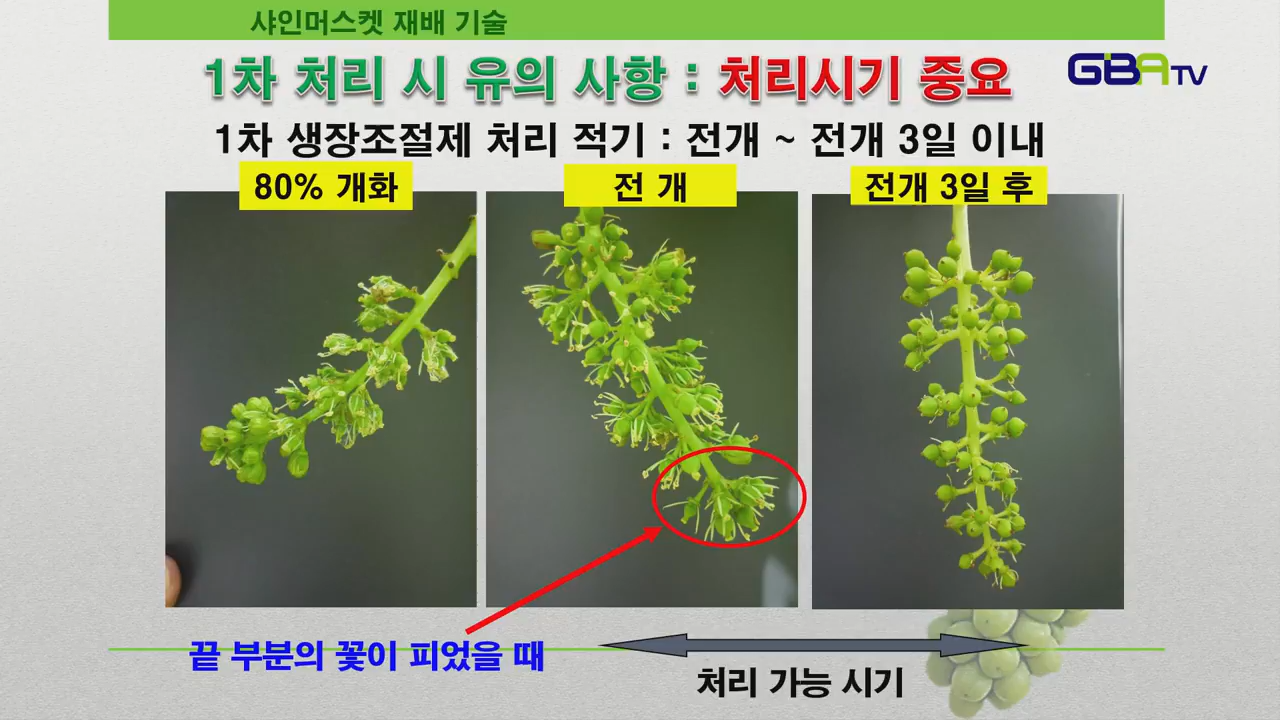 샤인머스켓 재배 기술
1차 처리 시 유의 사항 : 처리시기 중요
GBATV
1차 생장조절제 처리 적기 : 전개 ~ 전개 3일 이내
80% 개화
전 개
전개 3일 후
끝 부분의 꽃이 피었을 때
처리 가능 시기